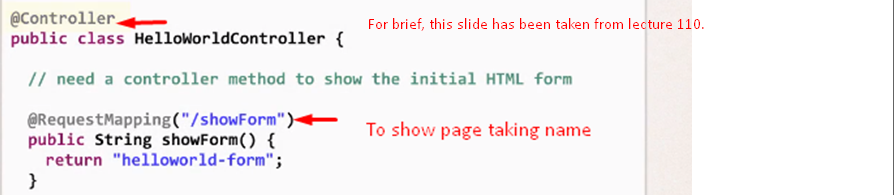 @Controller
For brief, this slide has been taken from lecture 110.
public class HelloWorldController {
// need a controller method to show the initial HTML form
@RequestMapping("/showForm")
To show page taking name
public String showForm() {
return "helloworld-form";
}